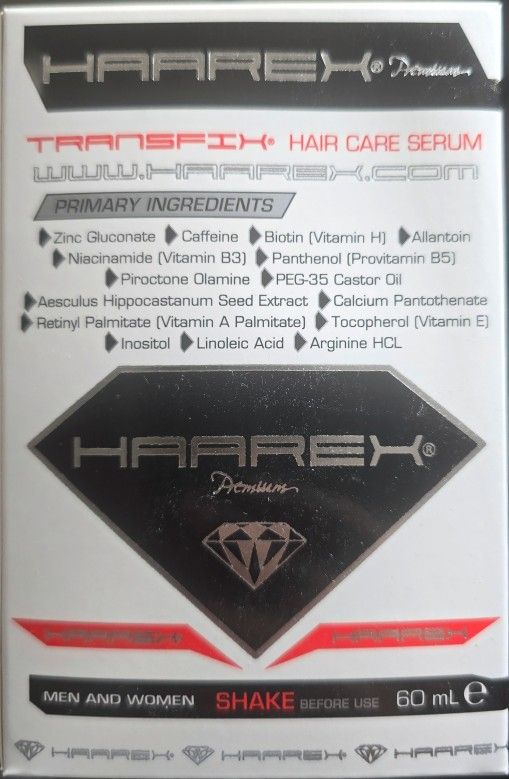 HAAREX® Premium
TRANSFIX® HAIR CARE SERUM
WWW.HAAREX.COM
PRIMARY INGREDIENTS
Zinc Gluconate Caffeine Biotin (Vitamin H) Allantoin
Niacinamide (Vitamin B3) Panthenol (Provitamin B5)
Piroctone Olamine PEG-35 Castor Oil
Aesculus Hippocastanum Seed Extract Calcium Pantothenate
Retinyl Palmitate (Vitamin A Palmitate) Tocopherol (Vitamin E)
Inositol Linoleic Acid Arginine HCL
HAAREX®
Premium
HAAREX® HAAREX
MEN AND WOMEN SHAKE BEFORE USE 60 mL ℮
HAAREX® HAAREX® HAAREX